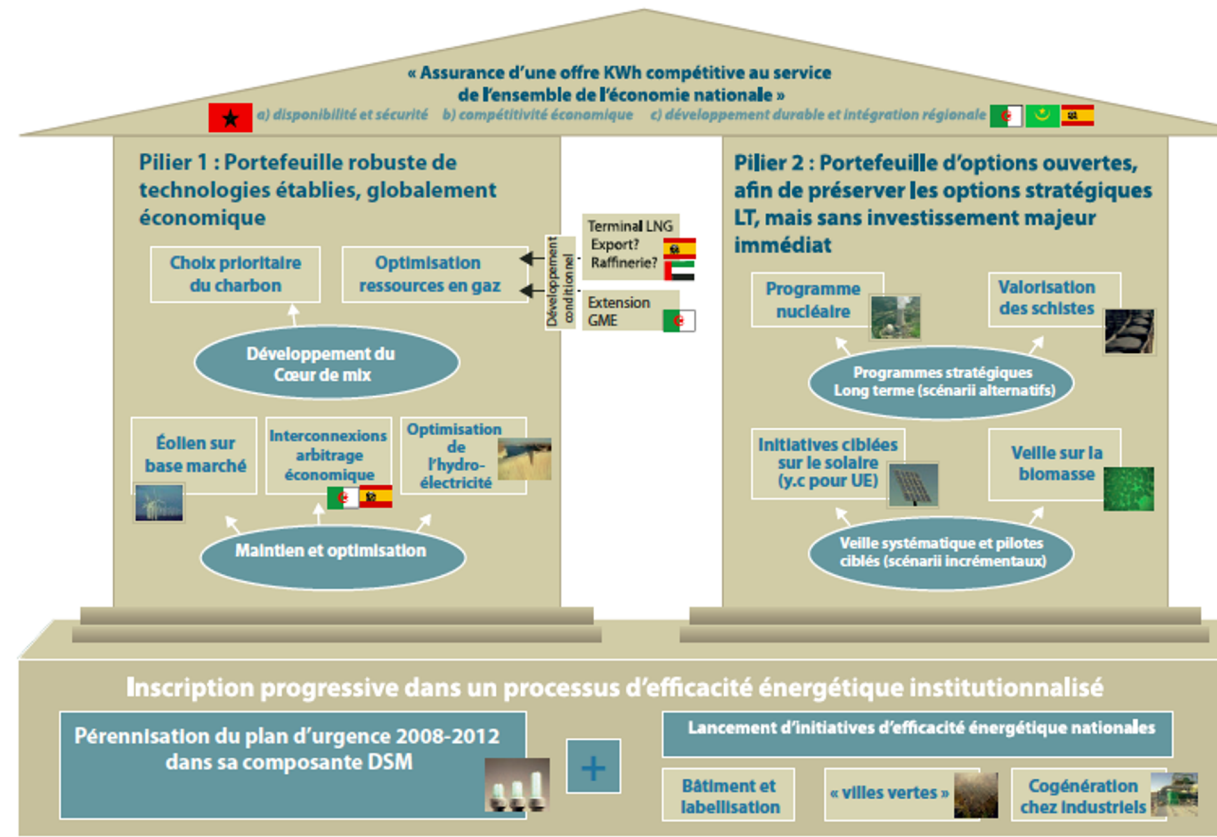 « Assurance d’une offre KWh compétitive au service
de l’ensemble de l’économie nationale »
a) disponibilité et sécurité b) compétitivité économique c) développement durable et intégration régionale
Pilier 1 : Portefeuille robuste de
technologies établies, globalement
économique
Choix prioritaire
du charbon
Optimisation
ressources en gaz
Développement
conditionnel
Terminal LNG
Export?
Raffinerie?
Extension
GME
Développement du
Cœur de mix
Éolien sur
base marché
Interconnexions
arbitrage
économique
Optimisation
de
l’hydro-
électricité
Maintien et optimisation
Pilier 2 : Portefeuille d’options ouvertes,
afin de préserver les options stratégiques
LT, mais sans investissement majeur
immédiat
Programme
nucléaire
Valorisation
des schistes
Programmes stratégiques
Long terme (scénarii alternatifs)
Initiatives ciblées
sur le solaire
(y.c pour UE)
Veille sur la
biomasse
Veille systématique et pilotes
ciblés (scénarii incrémentaux)
Inscription progressive dans un processus d’efficacité énergétique institutionnalisé
Pérennisation du plan d’urgence 2008-2012
dans sa composante DSM
+
Lancement d’initiatives d’efficacité énergétique nationales
Bâtiment et
labellisation
« villes vertes »
Cogénération
chez industriels